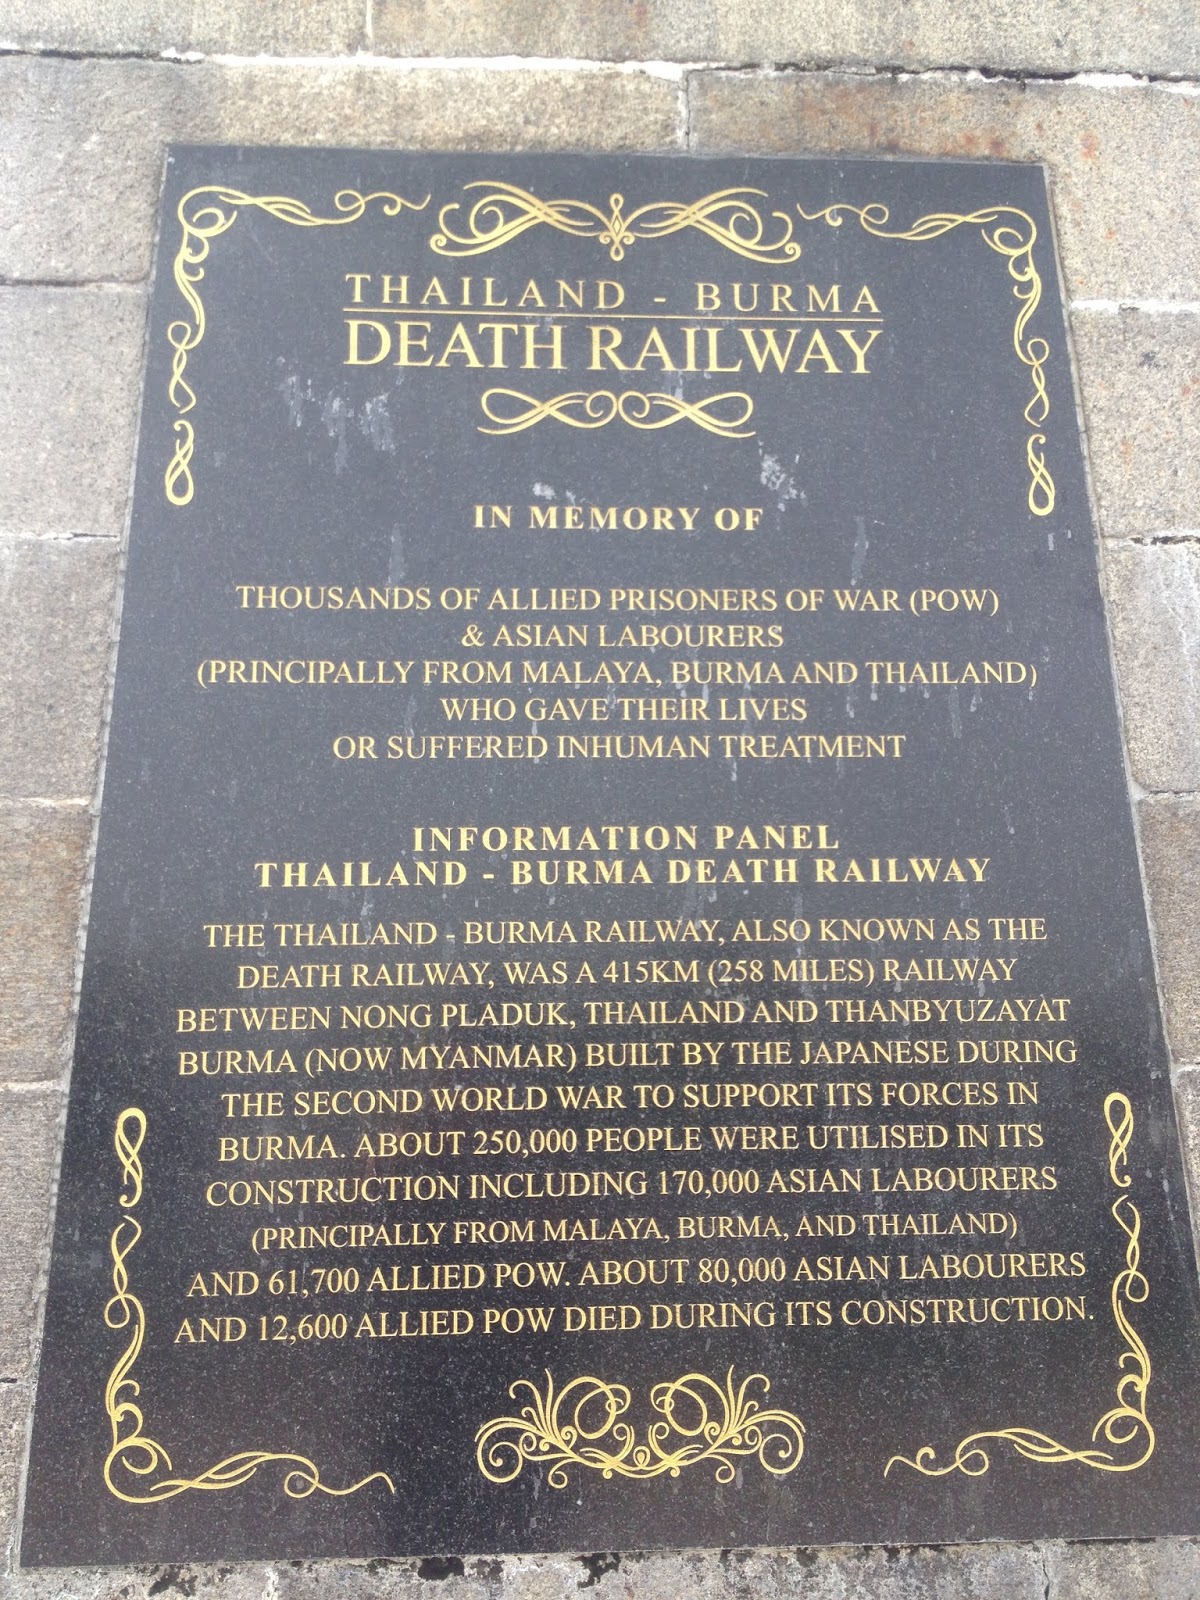 THAILAND - BURMA
DEATH RAILWAY
IN MEMORY OF
THOUSANDS OF ALLIED PRISONERS OF WAR (POW)
& ASIAN LABOURERS
(PRINCIPALLY FROM MALAYA, BURMA AND THAILAND)
WHO GAVE THEIR LIVES
OR SUFFERED INHUMAN TREATMENT
INFORMATION PANEL
THAILAND - BURMA DEATH RAILWAY
THE THAILAND - BURMA RAILWAY, ALSO KNOWN AS THE
DEATH RAILWAY, WAS A 415KM (258 MILES) RAILWAY
BETWEEN NONG PLADUK, THAILAND AND THANBYUZAYAT
BURMA (NOW MYANMAR) BUILT BY THE JAPANESE DURING
THE SECOND WORLD WAR TO SUPPORT ITS FORCES IN
BURMA. ABOUT 250,000 PEOPLE WERE UTILISED IN ITS
CONSTRUCTION INCLUDING 170,000 ASIAN LABOURERS
(PRINCIPALLY FROM MALAYA, BURMA, AND THAILAND)
AND 61,700 ALLIED POW. ABOUT 80,000 ASIAN LABOURERS
AND 12,600 ALLIED POW DIED DURING ITS CONSTRUCTION.